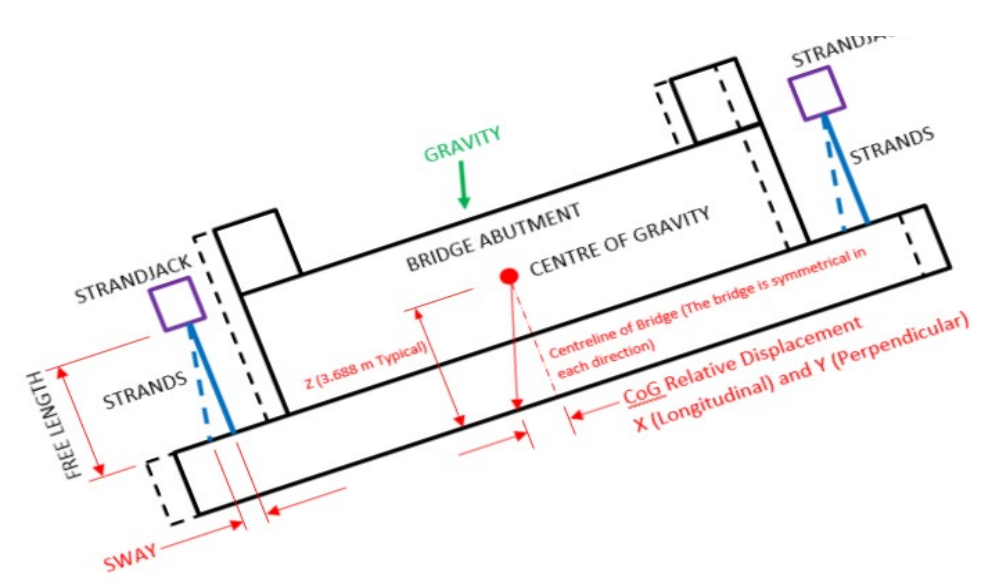 STRANDJA
STRANDS
GRAVITY
BRIDGE ABUTMENT
CENTRE OF GRAVITY
STRANDJACK
STRANDS
FREE LENGTH
Z (3.688 m Typical)
Centreline of Bridge (The bridge is symmetrical in
each direction)
CoG Relative Displacement
X (Longitudinal) and Y (Perpendicular)
SWAY